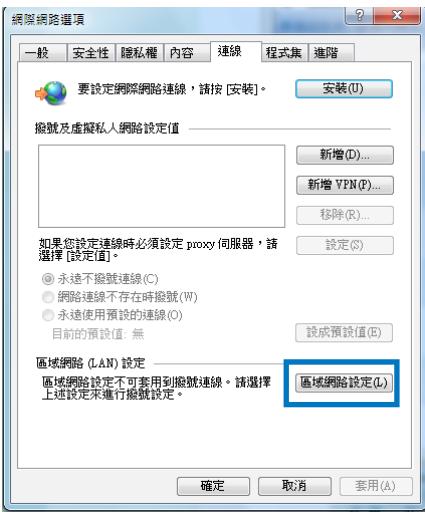 網際網路選項
一般 安全性 隱私權 內容 連線 程式集 進階
要設定網際網路連線，請按 [安裝]。 安裝(U)
撥號及虛擬私人網路設定值
新增(D)...
新增 VPN(P)...
移除(R)...
如果您設定連線時必須設定 proxy 伺服器，請
選擇 [設定值]。
設定(S)
永遠不撥號連線(C)
網路連線不存在時撥號(W)
永遠使用預設的連線(O)
目前的預設值: 無 設成預設值(E)
區域網路 (LAN) 設定
區域網路設定不可套用到撥號連線。請選擇
上述設定來進行撥號設定。
區域網路設定(L)
確定 取消 套用(A)